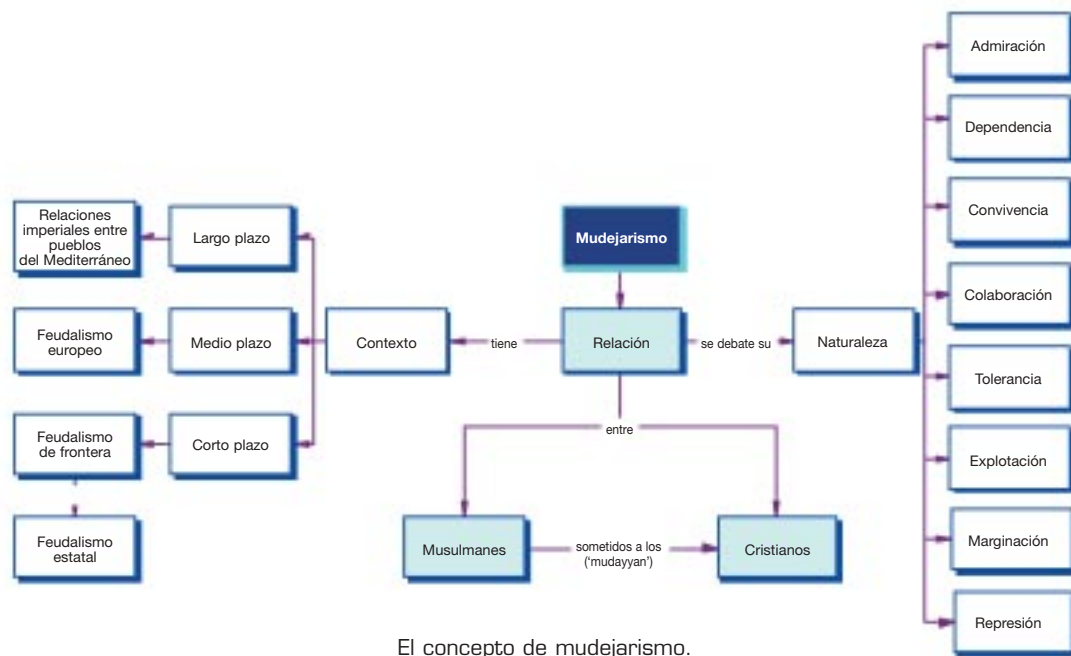 Mudejarismo
Relación
tiene
Contexto
Largo plazo
Relaciones
imperiales entre
pueblos
del Mediterráneo
Medio plazo
Feudalismo
europeo
Corto plazo
Feudalismo
de frontera
Feudalismo
estatal
entre
Musulmanes
sometidos a los
(‘mudayyan’)
Cristianos
se debate su
Naturaleza
Admiración
Dependencia
Convivencia
Colaboración
Tolerancia
Explotación
Marginación
Represión
El concepto de mudejarismo.